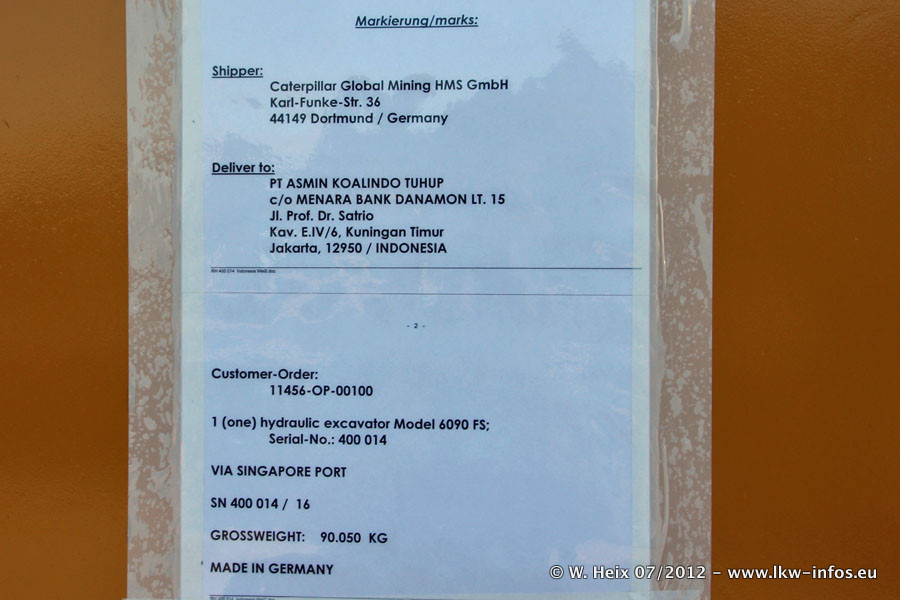 Markierung/marks:
Shipper:
Caterpillar Global Mining HMS GmbH
Karl-Funke-Str. 36
44149 Dortmund / Germany
Deliver to:
PT ASMIN KOALINDO TUHUP
c/o MENARA BANK DANAMON LT. 15
Jl. Prof. Dr. Satrio
Kav. E.IV/6, Kuningan Timur
Jakarta, 12950 / INDONESIA
- 2 -
Customer-Order:
11456-OP-00100
1 (one) hydraulic excavator Model 6090 FS;
Serial-No.: 400 014
VIA SINGAPORE PORT
SN 400 014 / 16
GROSSWEIGHT: 90.050 KG
MADE IN GERMANY
© W. Heix 07/2012 - www.lkw-infos.eu